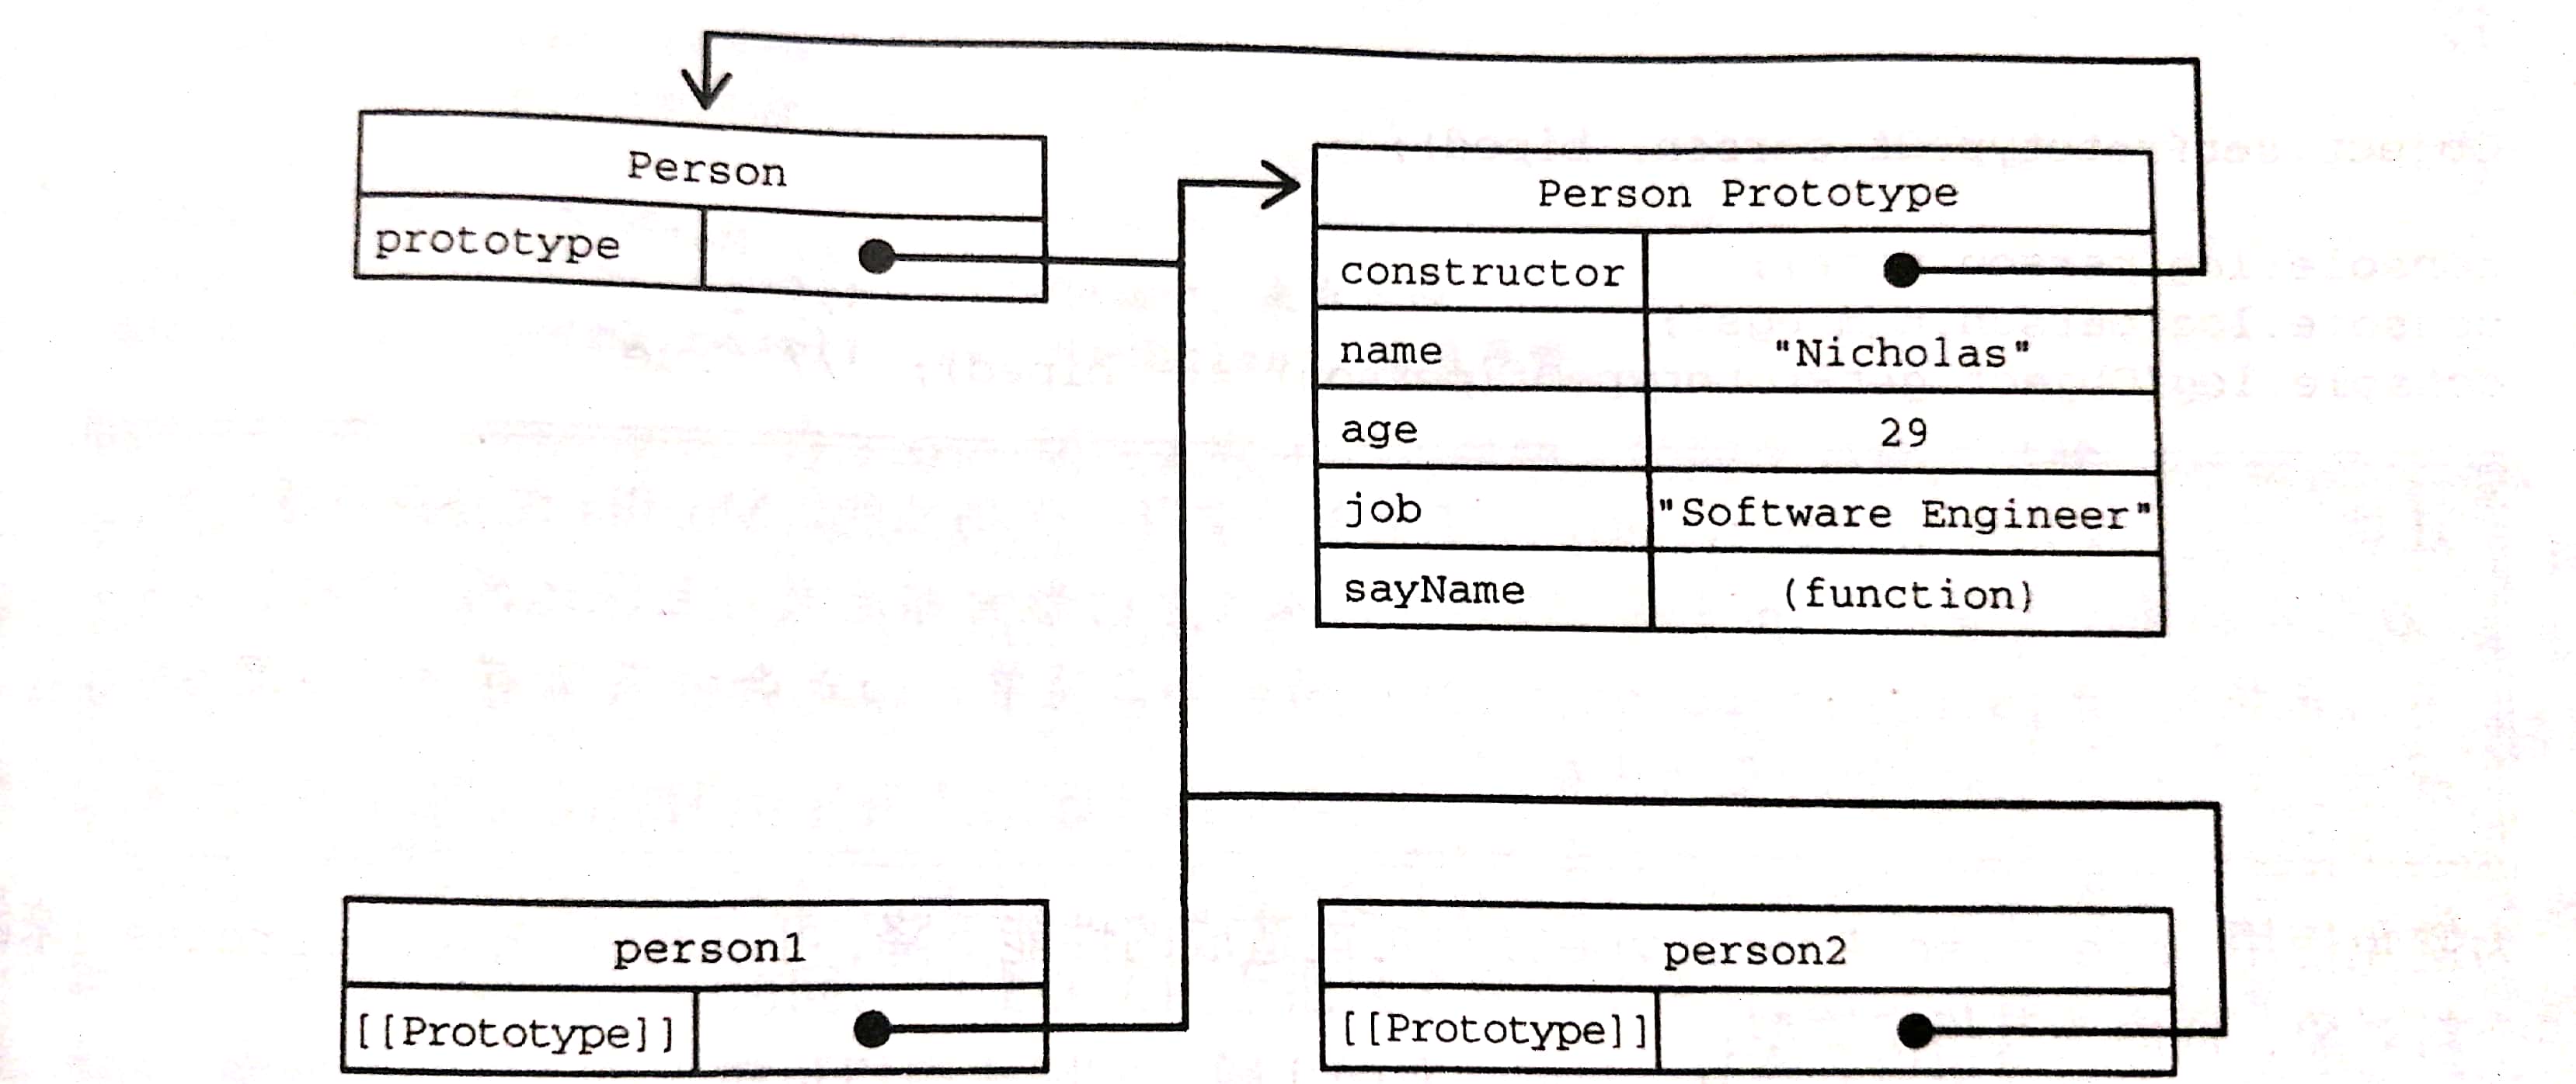 Person
prototype
Person Prototype
constructor
name "Nicholas"
age 29
job "Software Engineer"
sayName (function)
person1
[[Prototype]]
person2
[[Prototype]]